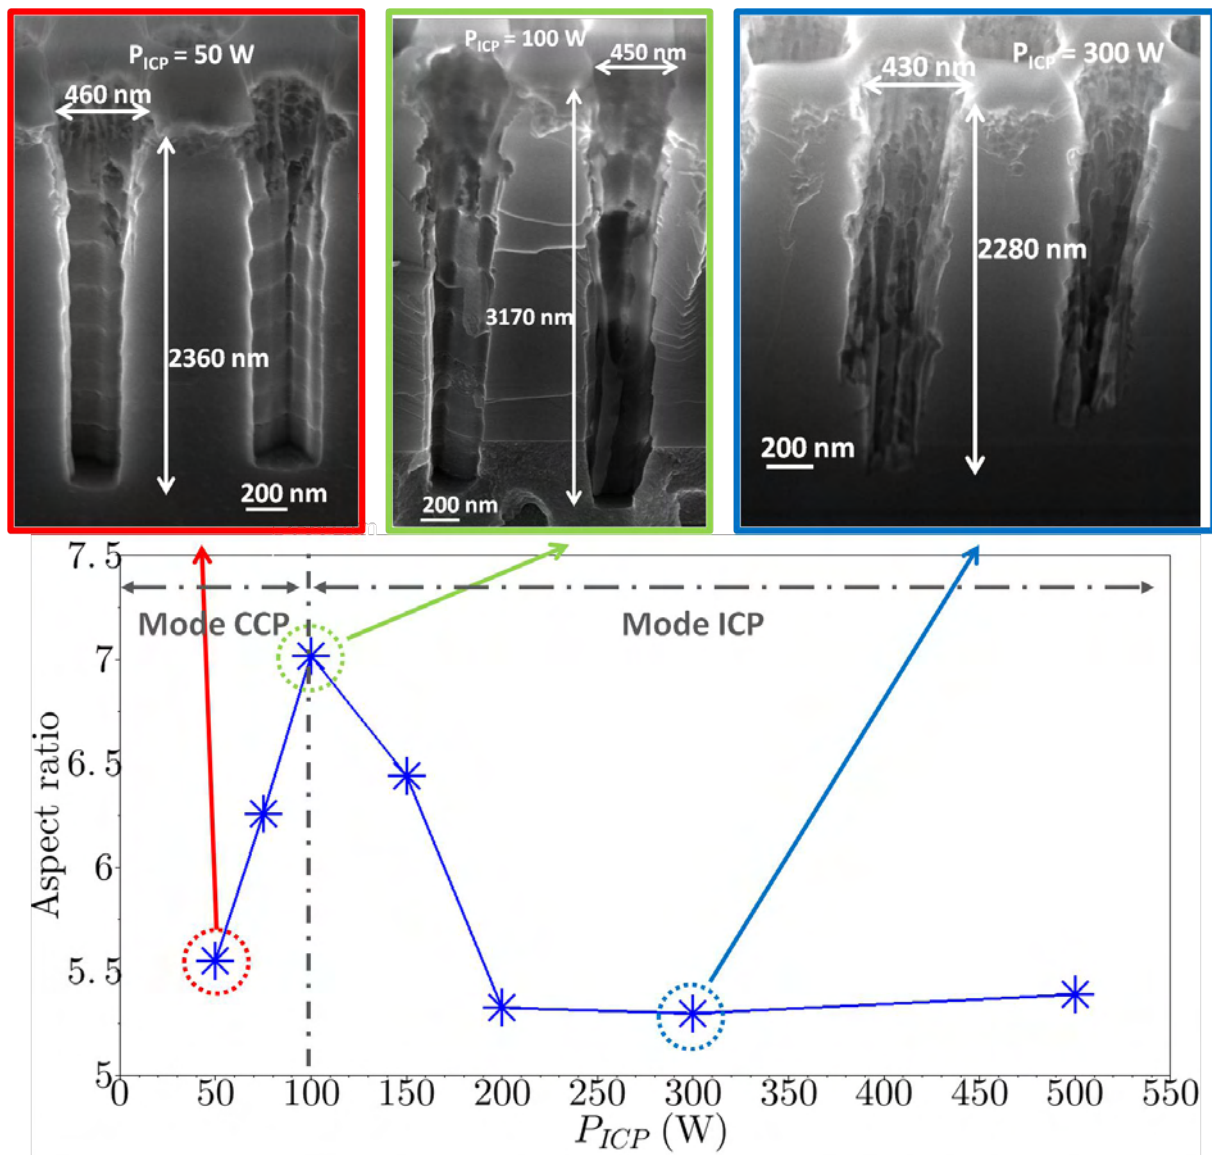 P_ICP = 50 W
460 nm
2360 nm
200 nm
P_ICP = 100 W
450 nm
3170 nm
200 nm
P_ICP = 300 W
430 nm
2280 nm
200 nm
Mode CCP
Mode ICP
7.5
7
6.5
6
5.5
5
Aspect ratio
0 50 100 150 200 250 300 350 400 450 500 550
P_ICP (W)